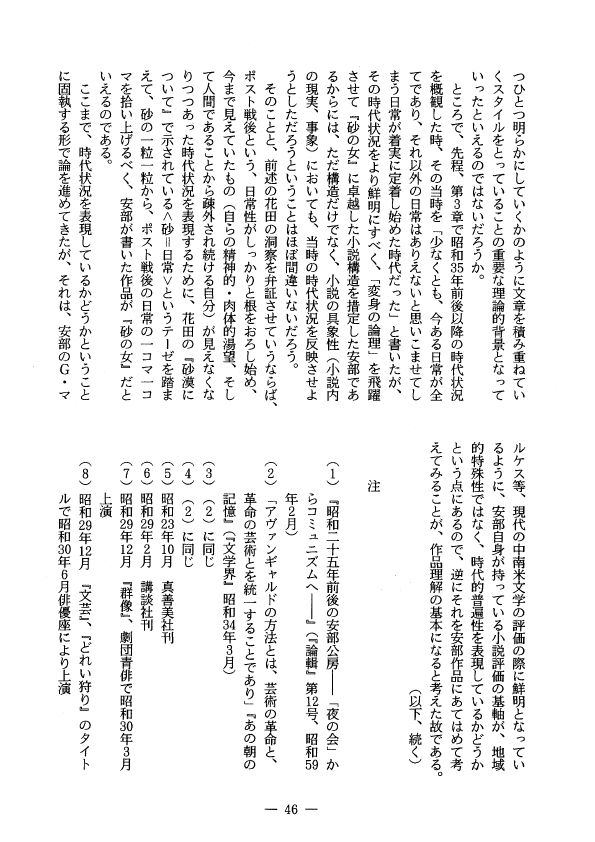 つひとつ明らかにしていくかのように文章を積み重ねてい
くスタイルをとっていることの重要な理論的背景となって
いったといえるのではないだろうか。
ところで、先程、第3章で昭和35年前後以降の時代状況
を概観した時、その当時を「少なくとも、今ある日常が全
てであり、それ以外の日常はありえないと思いこませてし
まう日常が着実に定着し始めた時代だった」と書いたが、
その時代状況をより鮮明にすべく、「変身の論理」を飛躍
させて『砂の女』に卓越した小説構造を措定した安部であ
るからには、ただ構造だけでなく、小説の具象性（小説内
の現実、事象）においても、当時の時代状況を反映させよ
うとしただろうということはほぼ間違いないだろう。
そのことと、前述の花田の洞察を弁証させていうならば、
ポスト戦後という、日常性がしっかりと根をおろし始め、
今まで見えていたもの（自らの精神的・肉体的渇望、そし
て人間であることから疎外され続ける自分）が見えなくな
りつつあった時代状況を表現するために、花田の『砂漠に
ついて』で示されている＜砂＝日常＞というテーゼを踏ま
えて、砂の一粒一粒から、ポスト戦後の日常の一コマ一コ
マを拾い上げるべく、安部が書いた作品が『砂の女』だと
いえるのである。
ここまで、時代状況を表現しているかどうかということ
に固執する形で論を進めてきたが、それは、安部のG・マ
ルケス等、現代の中南米文学の評価の際に鮮明となってい
るように、安部自身が持っている小説評価の基軸が、地域
的特殊性ではなく、時代的普遍性を表現しているかどうか
という点にあるので、逆にそれを安部作品にあてはめて考
えてみることが、作品理解の基本になると考えた故である。
（以下、続く）
注
（1）『昭和二十五年前後の安部公房――「夜の会」か
らコミュニズムへ――』（『論輯』第12号、昭和59
年2月）
（2）「アヴァンギャルドの方法とは、芸術の革命と、
革命の芸術とを統一することであり」『あの朝の
記憶』（『文学界』昭和34年3月）
（3）（2）に同じ
（4）（2）に同じ
（5）昭和23年10月 真善美社刊
（6）昭和29年2月 講談社刊
（7）昭和29年12月 『群像』、劇団青俳で昭和30年3月
上演
（8）昭和29年12月 『文芸』、『どれい狩り』のタイト
ルで昭和30年6月俳優座により上演
― 46 ―